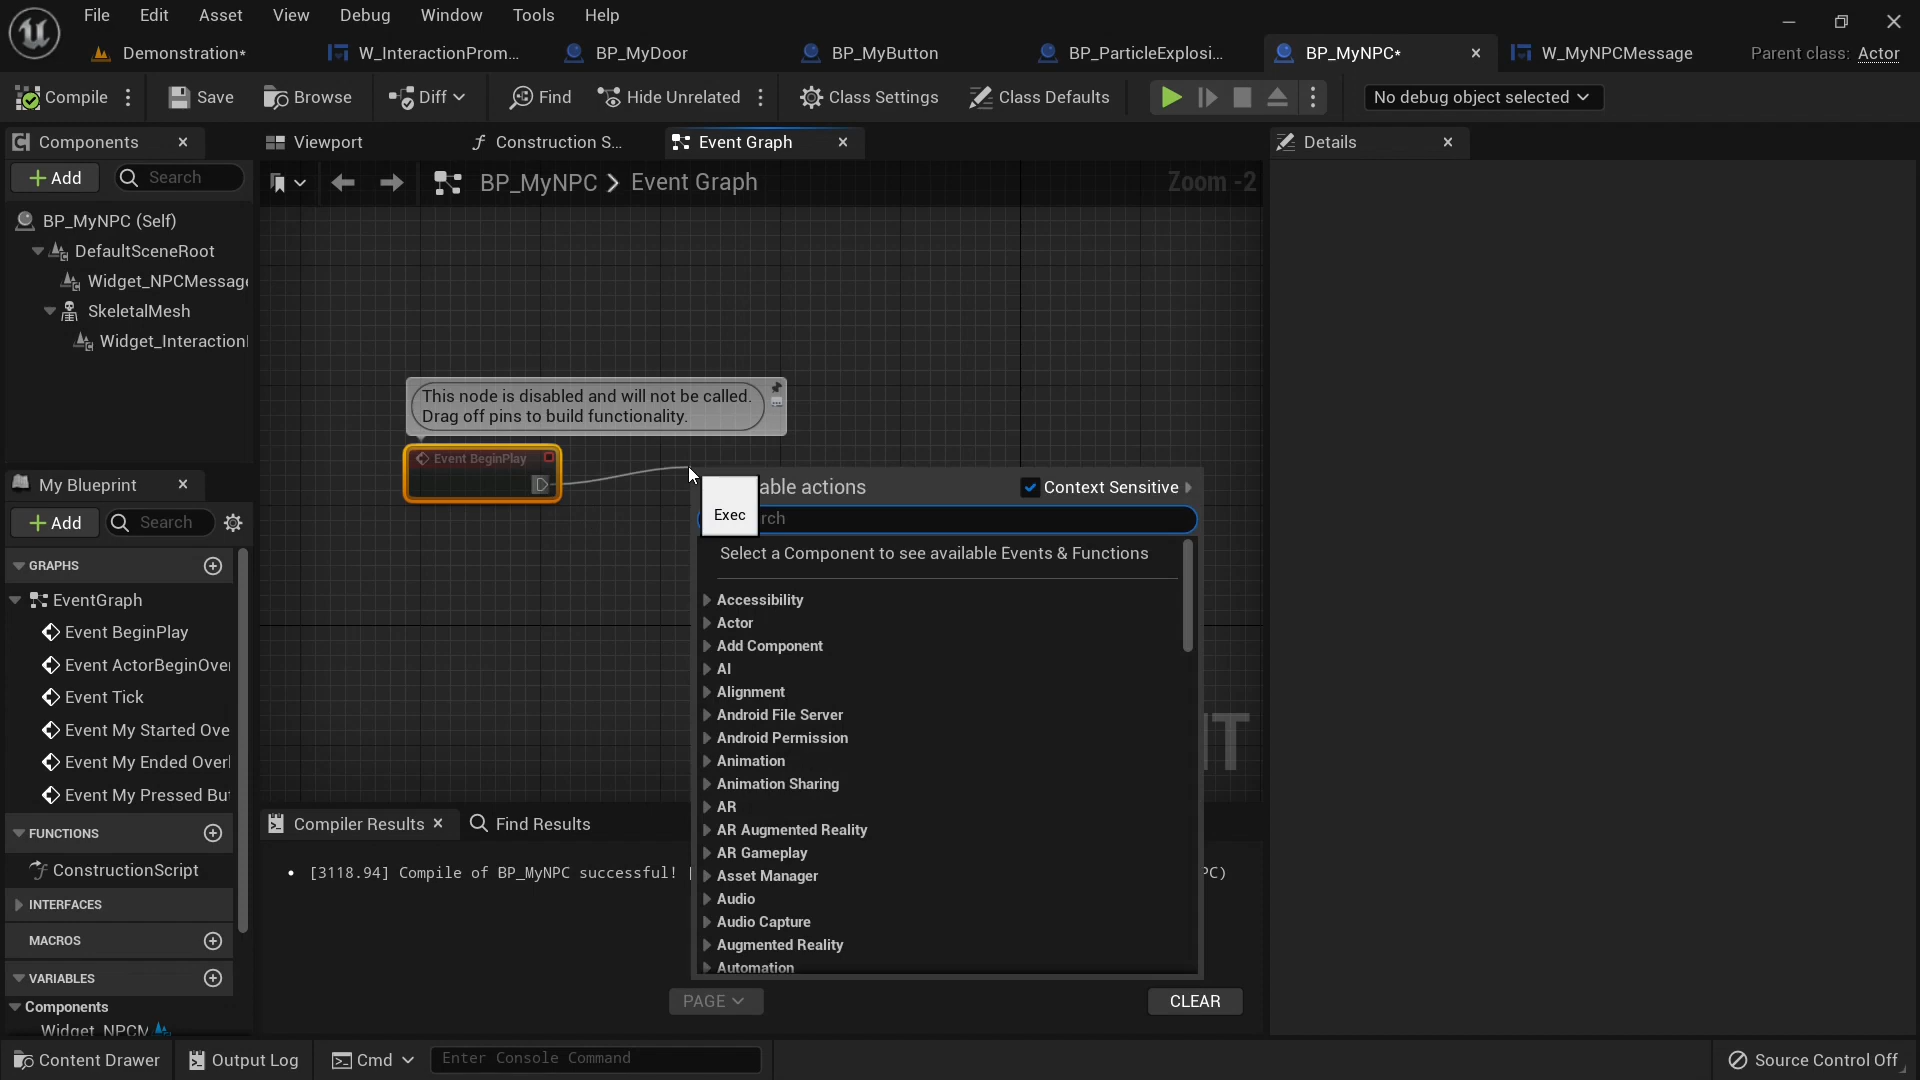 File Edit Asset View Debug Window Tools Help
Demonstration* W_InteractionProm... BP_MyDoor BP_MyButton BP_ParticleExplosi... BP_MyNPC* W_MyNPCMessage Parent class: Actor
Compile Save Browse Diff Find Hide Unrelated Class Settings Class Defaults No debug object selected
Components Viewport Construction S... Event Graph Details
Add Search BP_MyNPC > Event Graph Zoom -2
BP_MyNPC (Self)
DefaultSceneRoot
Widget_NPCMessage
SkeletalMesh
Widget_Interaction
This node is disabled and will not be called.
Drag off pins to build functionality.
Event BeginPlay
My Blueprint
Add Search
GRAPHS
EventGraph
Event BeginPlay
Event ActorBeginOver
Event Tick
Event My Started Ove
Event My Ended Over
Event My Pressed Bu
FUNCTIONS
ConstructionScript
INTERFACES
MACROS
VARIABLES
Components
Widget_NPCM
able actions Context Sensitive
Exec rch
Select a Component to see available Events & Functions
Accessibility
Actor
Add Component
AI
Alignment
Android File Server
Android Permission
Animation
Animation Sharing
AR
AR Augmented Reality
AR Gameplay
Asset Manager
Audio
Audio Capture
Augmented Reality
Automation
Compiler Results Find Results
[3118.94] Compile of BP_MyNPC successful! PC)
PAGE CLEAR
Content Drawer Output Log Cmd Enter Console Command Source Control Off